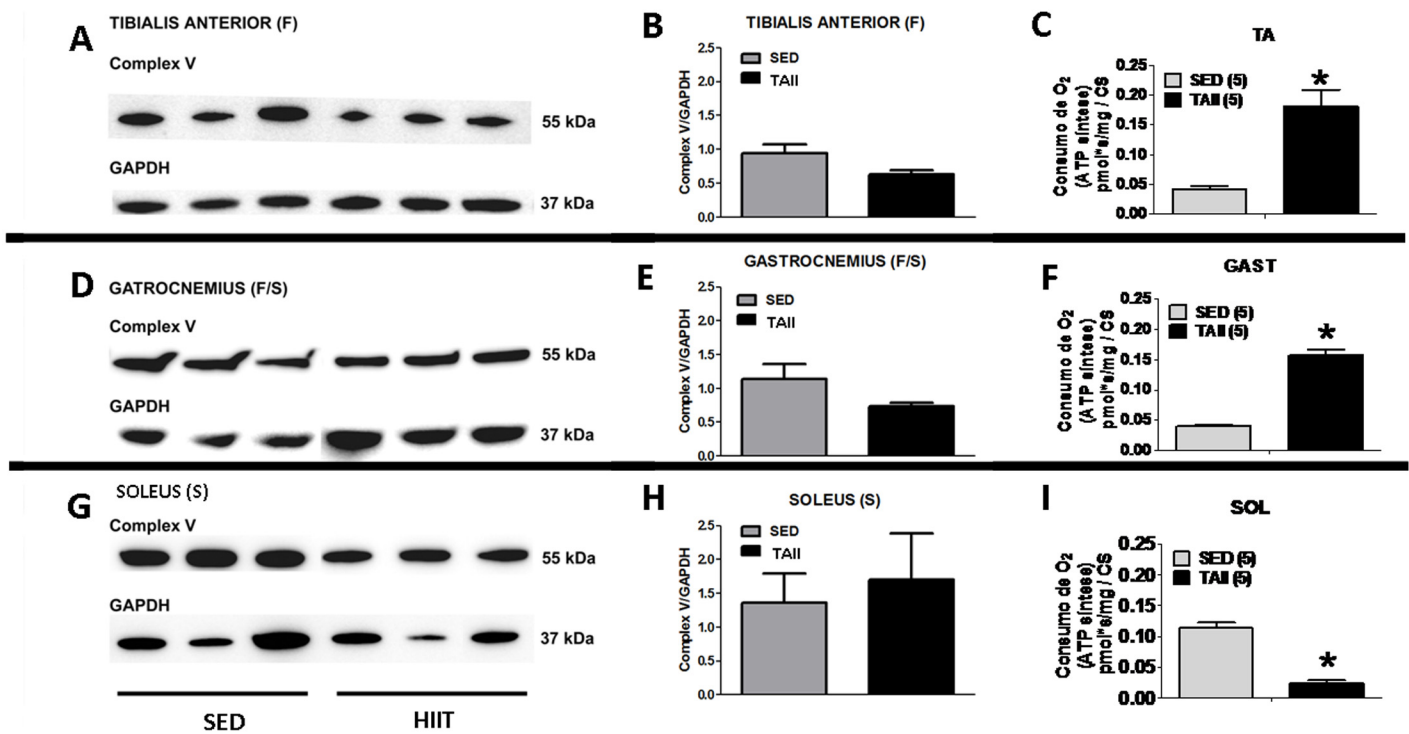 A
TIBIALIS ANTERIOR (F)
Complex V
55 kDa
GAPDH
37 kDa
B
TIBIALIS ANTERIOR (F)
Complex V/GAPDH
2.5
2.0
1.5
1.0
0.5
0.0
SED
TAII
C
TA
Consumo de O2
(ATP síntese)
pmol*s/mg / CS
0.25
0.20
0.15
0.10
0.05
0.00
SED (5)
TAII (5)
*
D
GATROCNEMIUS (F/S)
Complex V
55 kDa
GAPDH
37 kDa
E
GASTROCNEMIUS (F/S)
Complex V/GAPDH
2.5
2.0
1.5
1.0
0.5
0.0
SED
TAII
F
GAST
Consumo de O2
(ATP síntese)
pmol*s/mg / CS
0.25
0.20
0.15
0.10
0.05
0.00
SED (5)
TAII (5)
*
G
SOLEUS (S)
Complex V
55 kDa
GAPDH
37 kDa
SED
HIIT
H
SOLEUS (S)
Complex V/GAPDH
2.5
2.0
1.5
1.0
0.5
0.0
SED
TAII
I
SOL
Consumo de O2
(ATP síntese)
pmol*s/mg / CS
0.25
0.20
0.15
0.10
0.05
0.00
SED (5)
TAII (5)
*